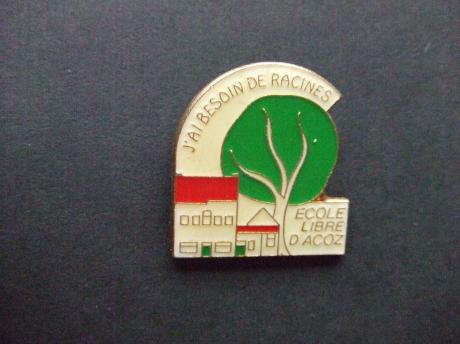 J'AI BESOIN DE RACINES
ECOLE
LIBRE
D'ACOZ